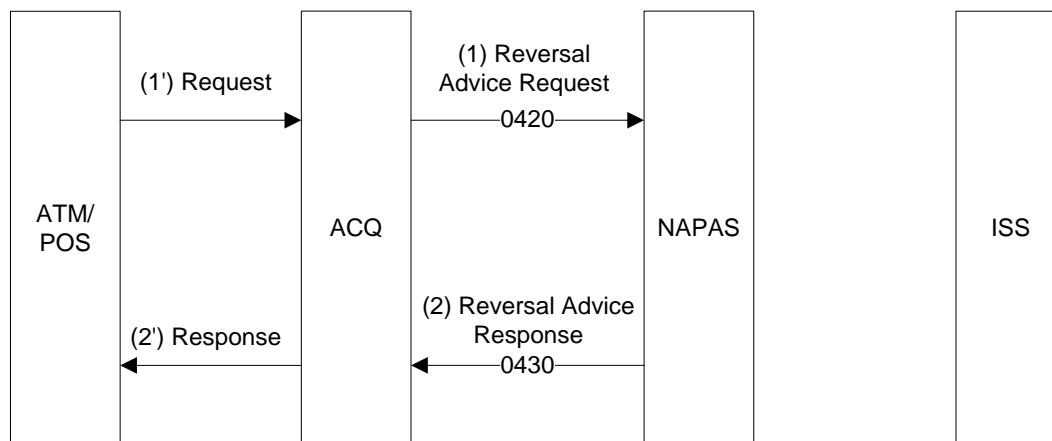 (1') Request
(1) Reversal
Advice Request
0420
ATM/
POS
ACQ
NAPAS
ISS
(2') Response
(2) Reversal Advice
Response
0430